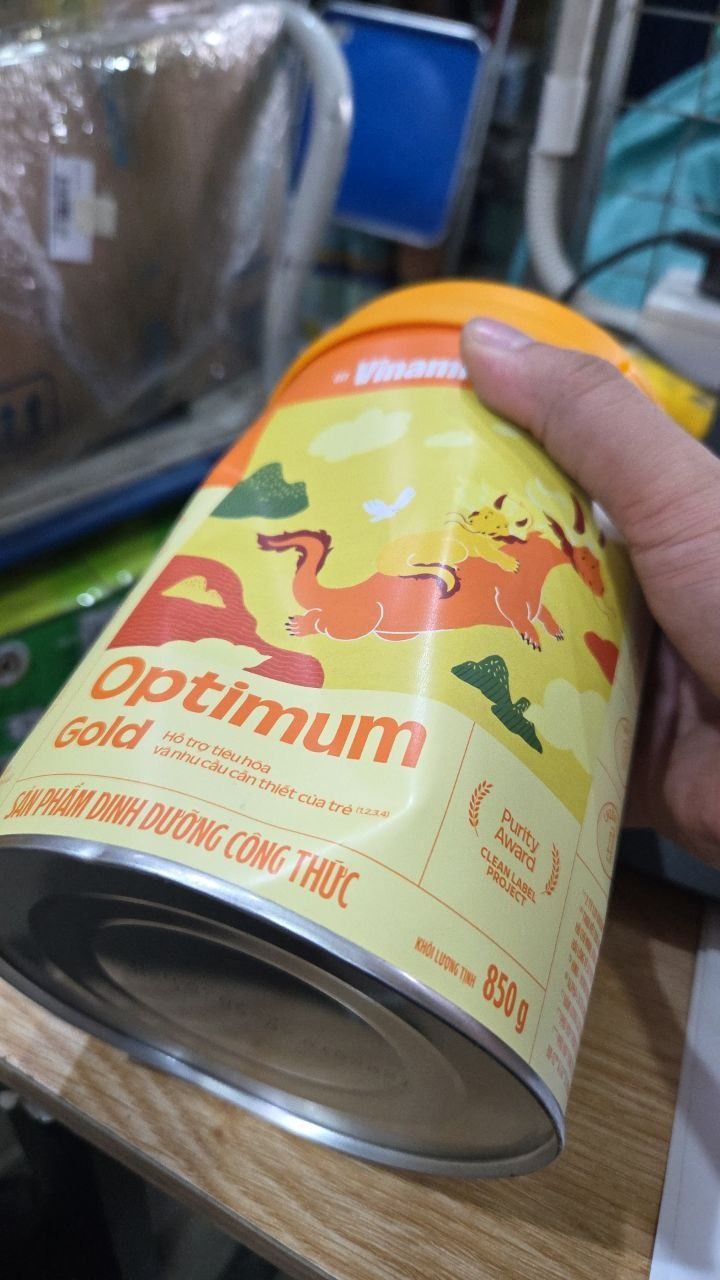 Optimum
Gold
Hỗ trợ tiêu hóa
và nhu cầu cần thiết của trẻ (1,2,3,4)
SẢN PHẨM DINH DƯỠNG CÔNG THỨC
Purity
Award
CLEAN LABEL
PROJECT
KHỐI LƯỢNG TỊNH 850 g